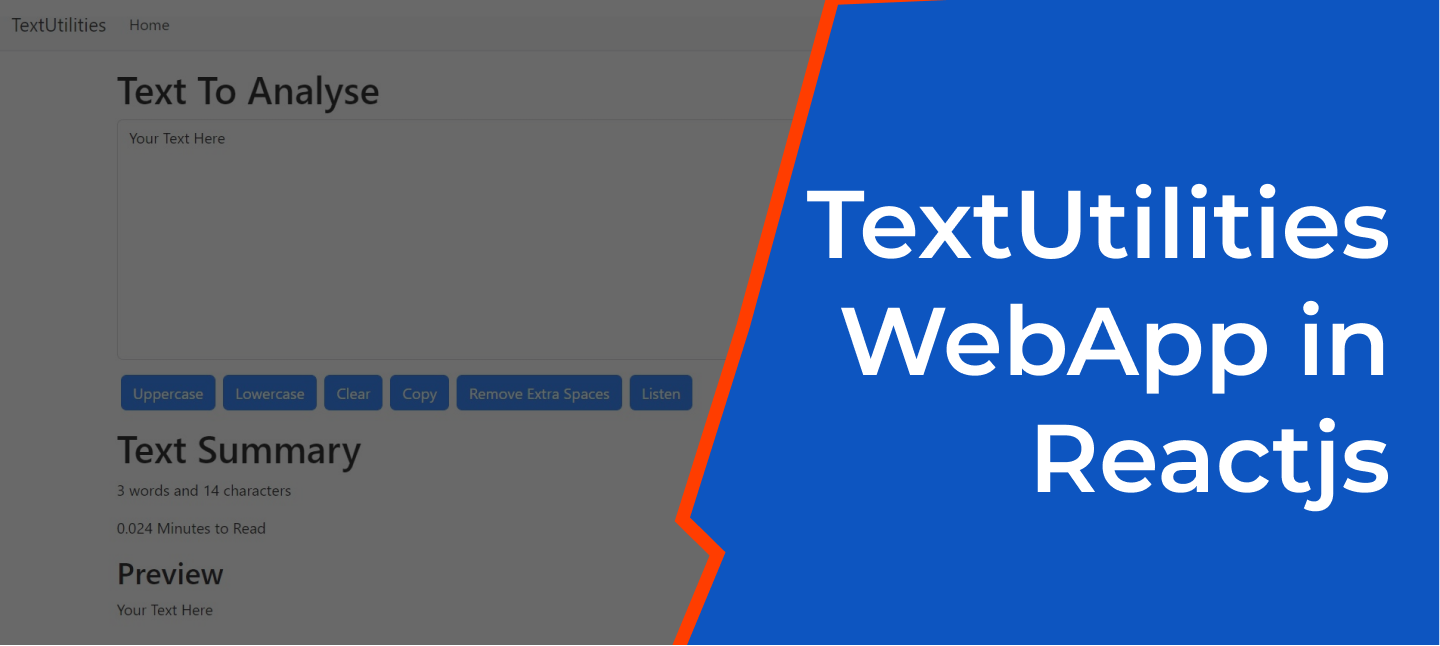 TextUtilities Home
Text To Analyse
Your Text Here
Uppercase Lowercase Clear Copy Remove Extra Spaces Listen
Text Summary
3 words and 14 characters
0.024 Minutes to Read
Preview
Your Text Here
TextUtilities
WebApp in
Reactjs